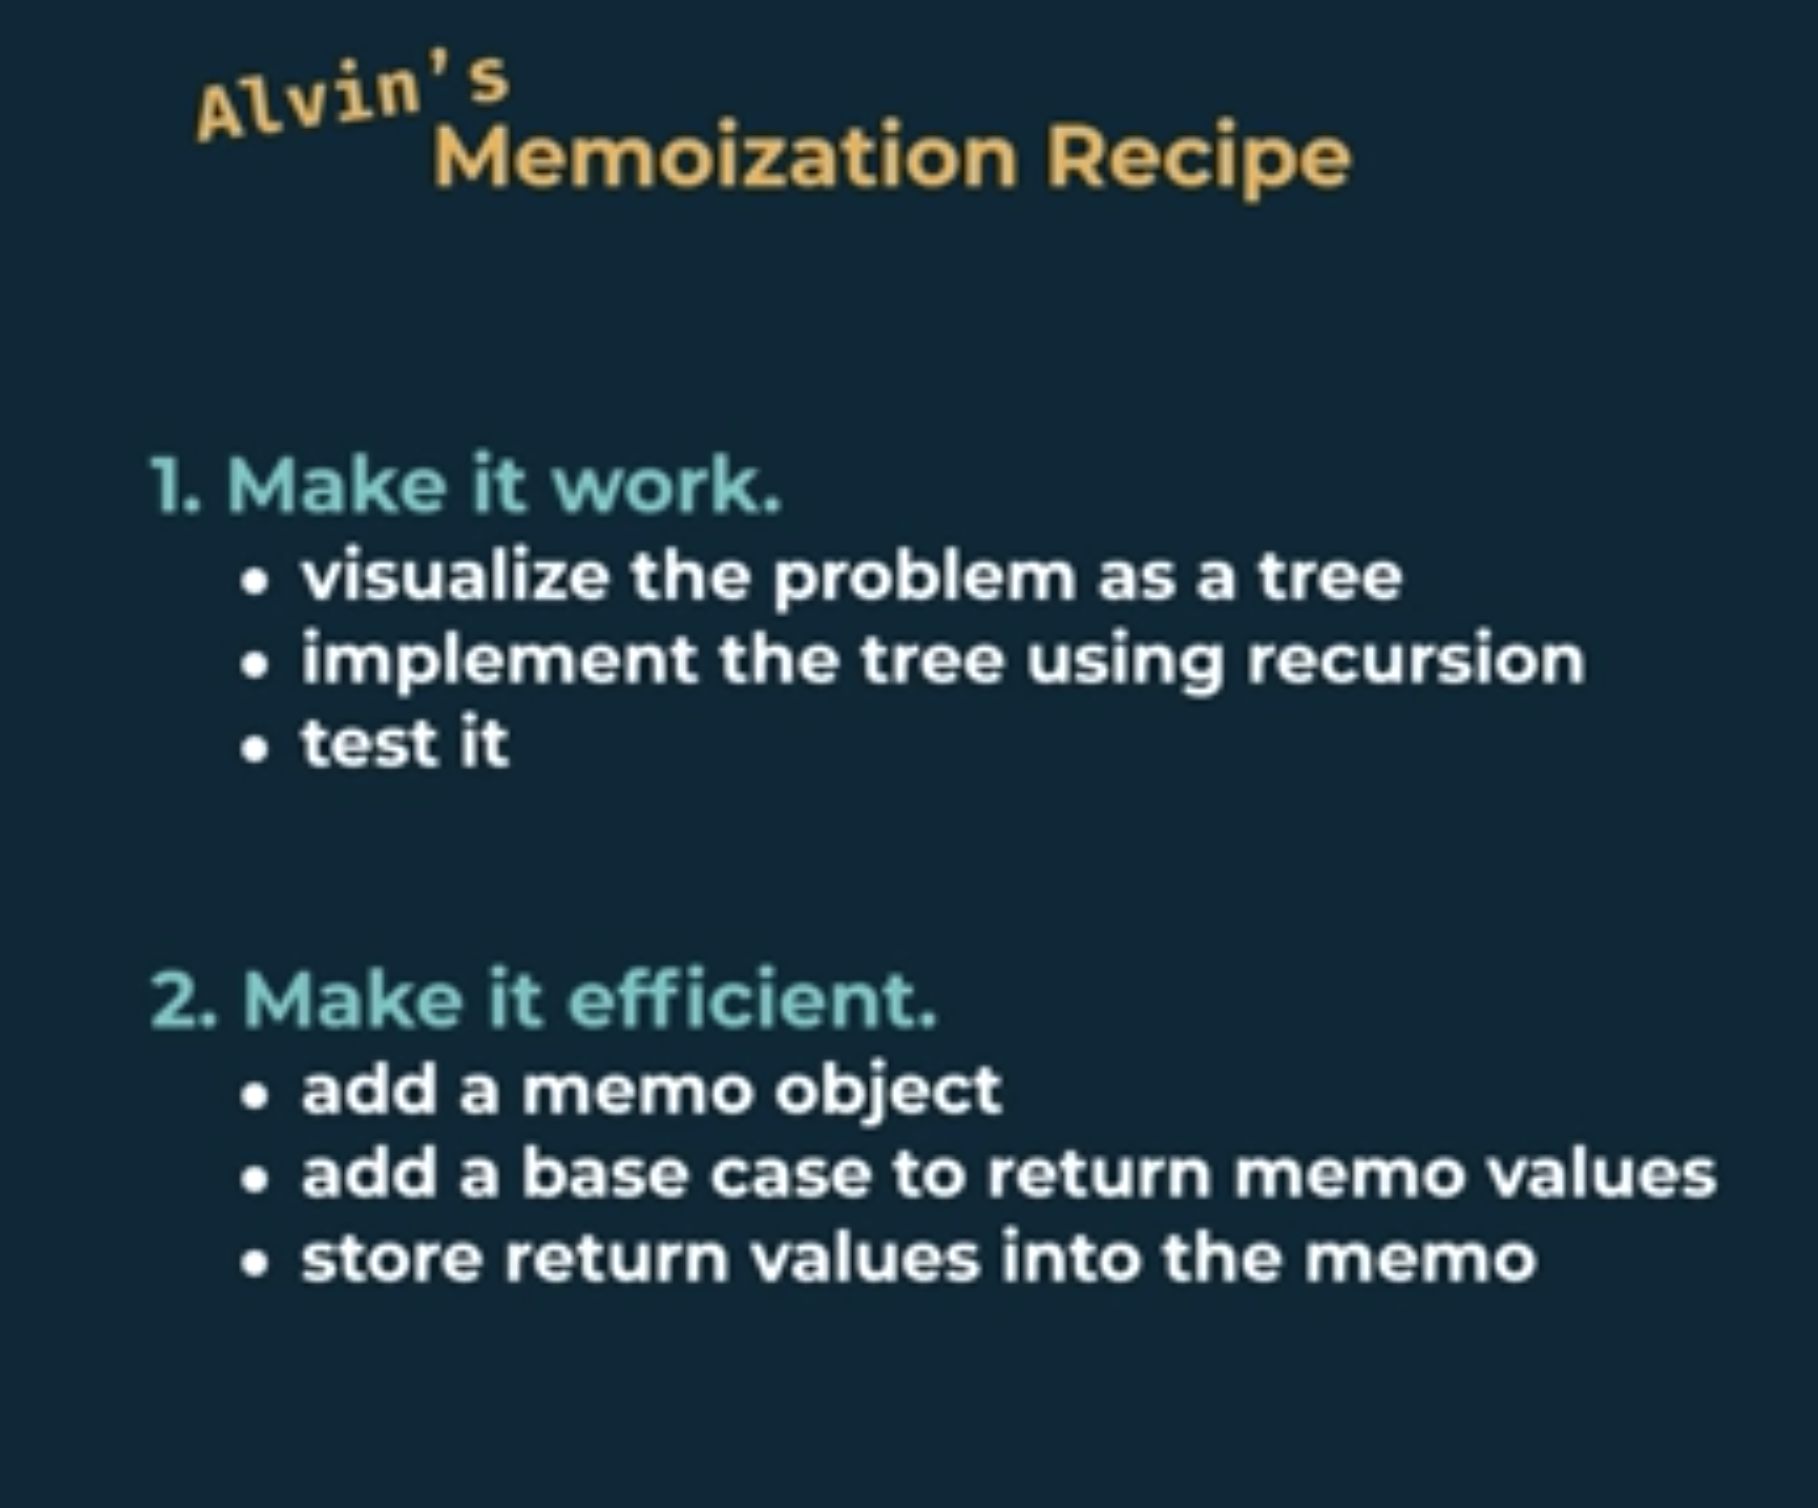 Alvin's
Memoization Recipe
1. Make it work.
• visualize the problem as a tree
• implement the tree using recursion
• test it
2. Make it efficient.
• add a memo object
• add a base case to return memo values
• store return values into the memo